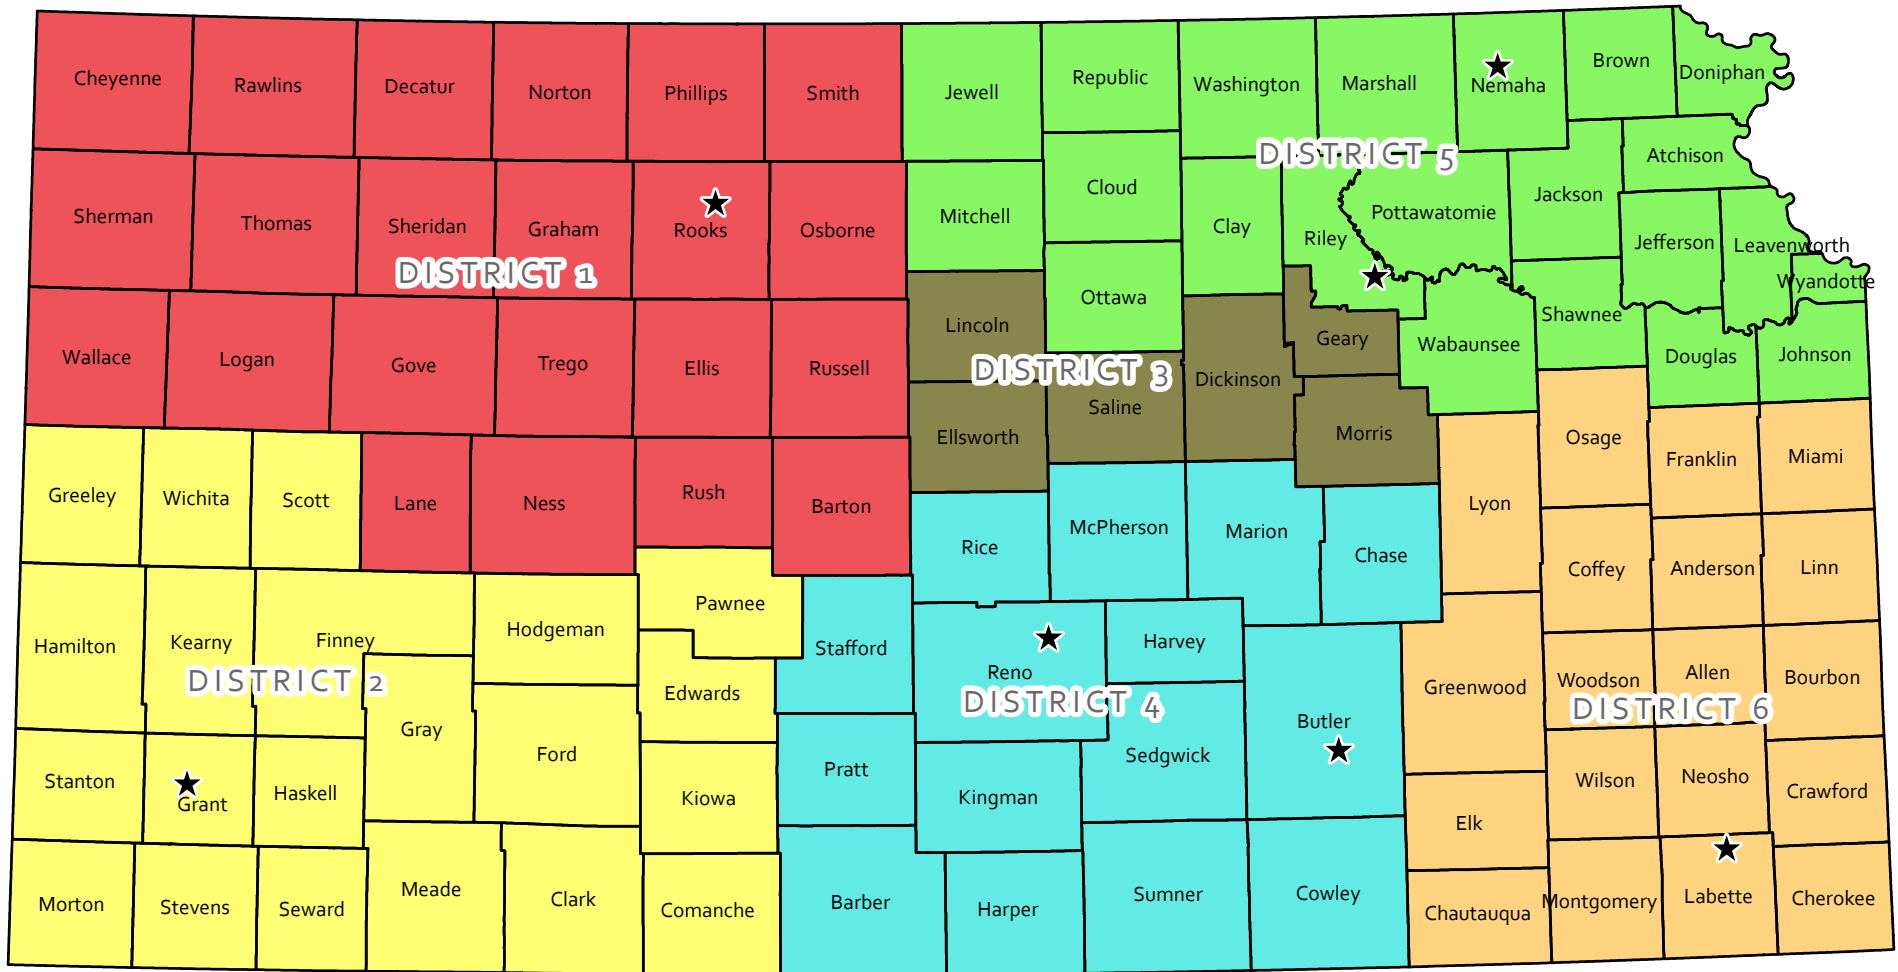 Cheyenne
Rawlins
Decatur
Norton
Phillips
Smith
Jewell
Republic
Washington
Marshall
Nemaha
Brown
Doniphan
Sherman
Thomas
Sheridan
Graham
Rooks
Osborne
Mitchell
Cloud
Clay
Riley
Pottawatomie
Jackson
Atchison
Jefferson
Leavenworth
Wyandotte
DISTRICT 1
DISTRICT 5
Wallace
Logan
Gove
Trego
Ellis
Russell
Lincoln
Ottawa
Dickinson
Geary
Wabaunsee
Shawnee
Douglas
Johnson
DISTRICT 3
Saline
Ellsworth
Morris
Greeley
Wichita
Scott
Lane
Ness
Rush
Barton
Rice
McPherson
Marion
Chase
Lyon
Osage
Franklin
Miami
Coffey
Anderson
Linn
Hamilton
Kearny
Finney
Hodgeman
Pawnee
Stafford
Edwards
Reno
Harvey
Greenwood
Woodson
Allen
Bourbon
DISTRICT 2
DISTRICT 4
DISTRICT 6
Gray
Ford
Kiowa
Pratt
Kingman
Sedgwick
Butler
Elk
Wilson
Neosho
Crawford
Stanton
Grant
Haskell
Morton
Stevens
Seward
Meade
Clark
Comanche
Barber
Harper
Sumner
Cowley
Chautauqua
Montgomery
Labette
Cherokee